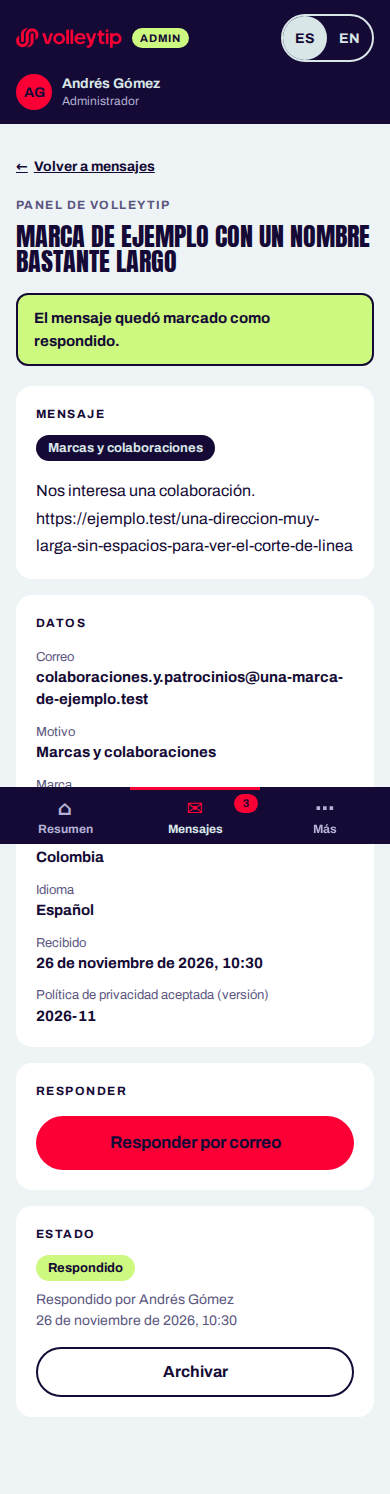 volleytip ADMIN ES EN
AG Andrés Gómez
Administrador
← Volver a mensajes
PANEL DE VOLLEYTIP
MARCA DE EJEMPLO CON UN NOMBRE
BASTANTE LARGO
El mensaje quedó marcado como
respondido.
MENSAJE
Marcas y colaboraciones
Nos interesa una colaboración.
https://ejemplo.test/una-direccion-muy-
larga-sin-espacios-para-ver-el-corte-de-linea
DATOS
Correo
colaboraciones.y.patrocinios@una-marca-
de-ejemplo.test
Motivo
Marcas y colaboraciones
Marca
3
Resumen Mensajes Más
Colombia
Idioma
Español
Recibido
26 de noviembre de 2026, 10:30
Política de privacidad aceptada (versión)
2026-11
RESPONDER
Responder por correo
ESTADO
Respondido
Respondido por Andrés Gómez
26 de noviembre de 2026, 10:30
Archivar